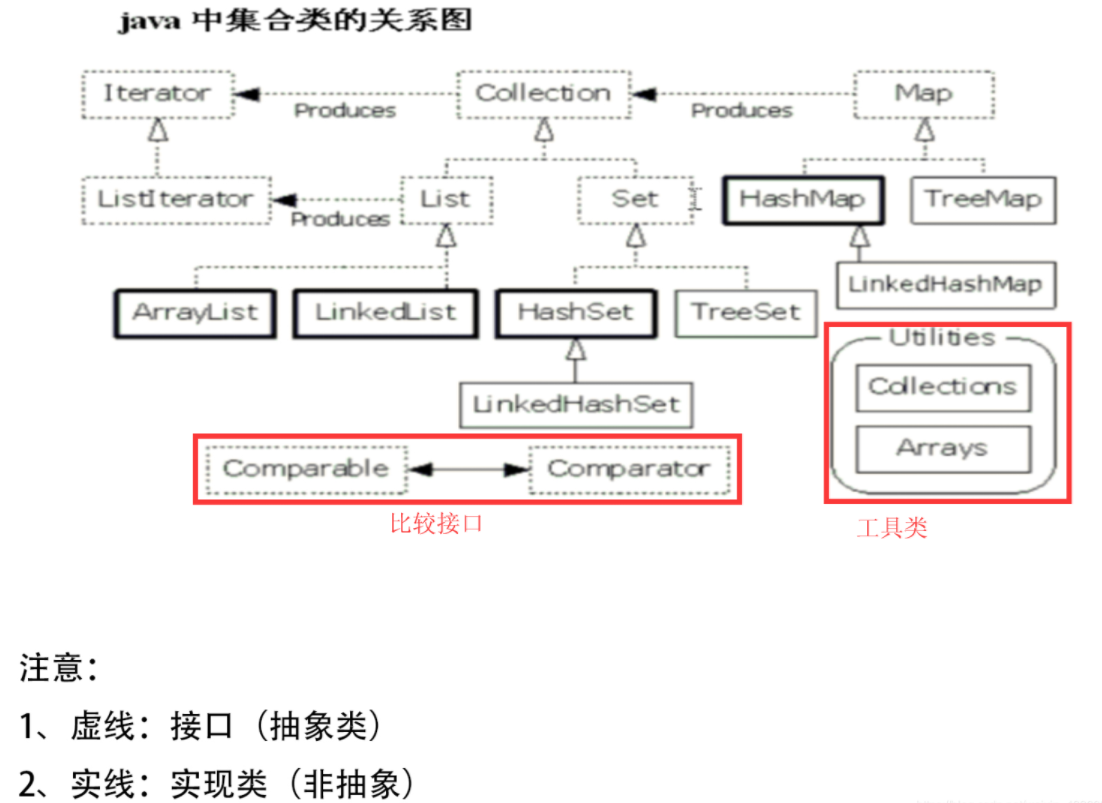 java 中集合类的关系图
Iterator
Produces
Collection
Produces
Map
ListIterator
Produces
List
Set
HashMap
TreeMap
ArrayList
LinkedList
HashSet
TreeSet
LinkedHashMap
LinkedHashSet
Utilities
Collections
Arrays
Comparable
Comparator
比较接口
工具类
注意：
1、虚线：接口（抽象类）
2、实线：实现类（非抽象）